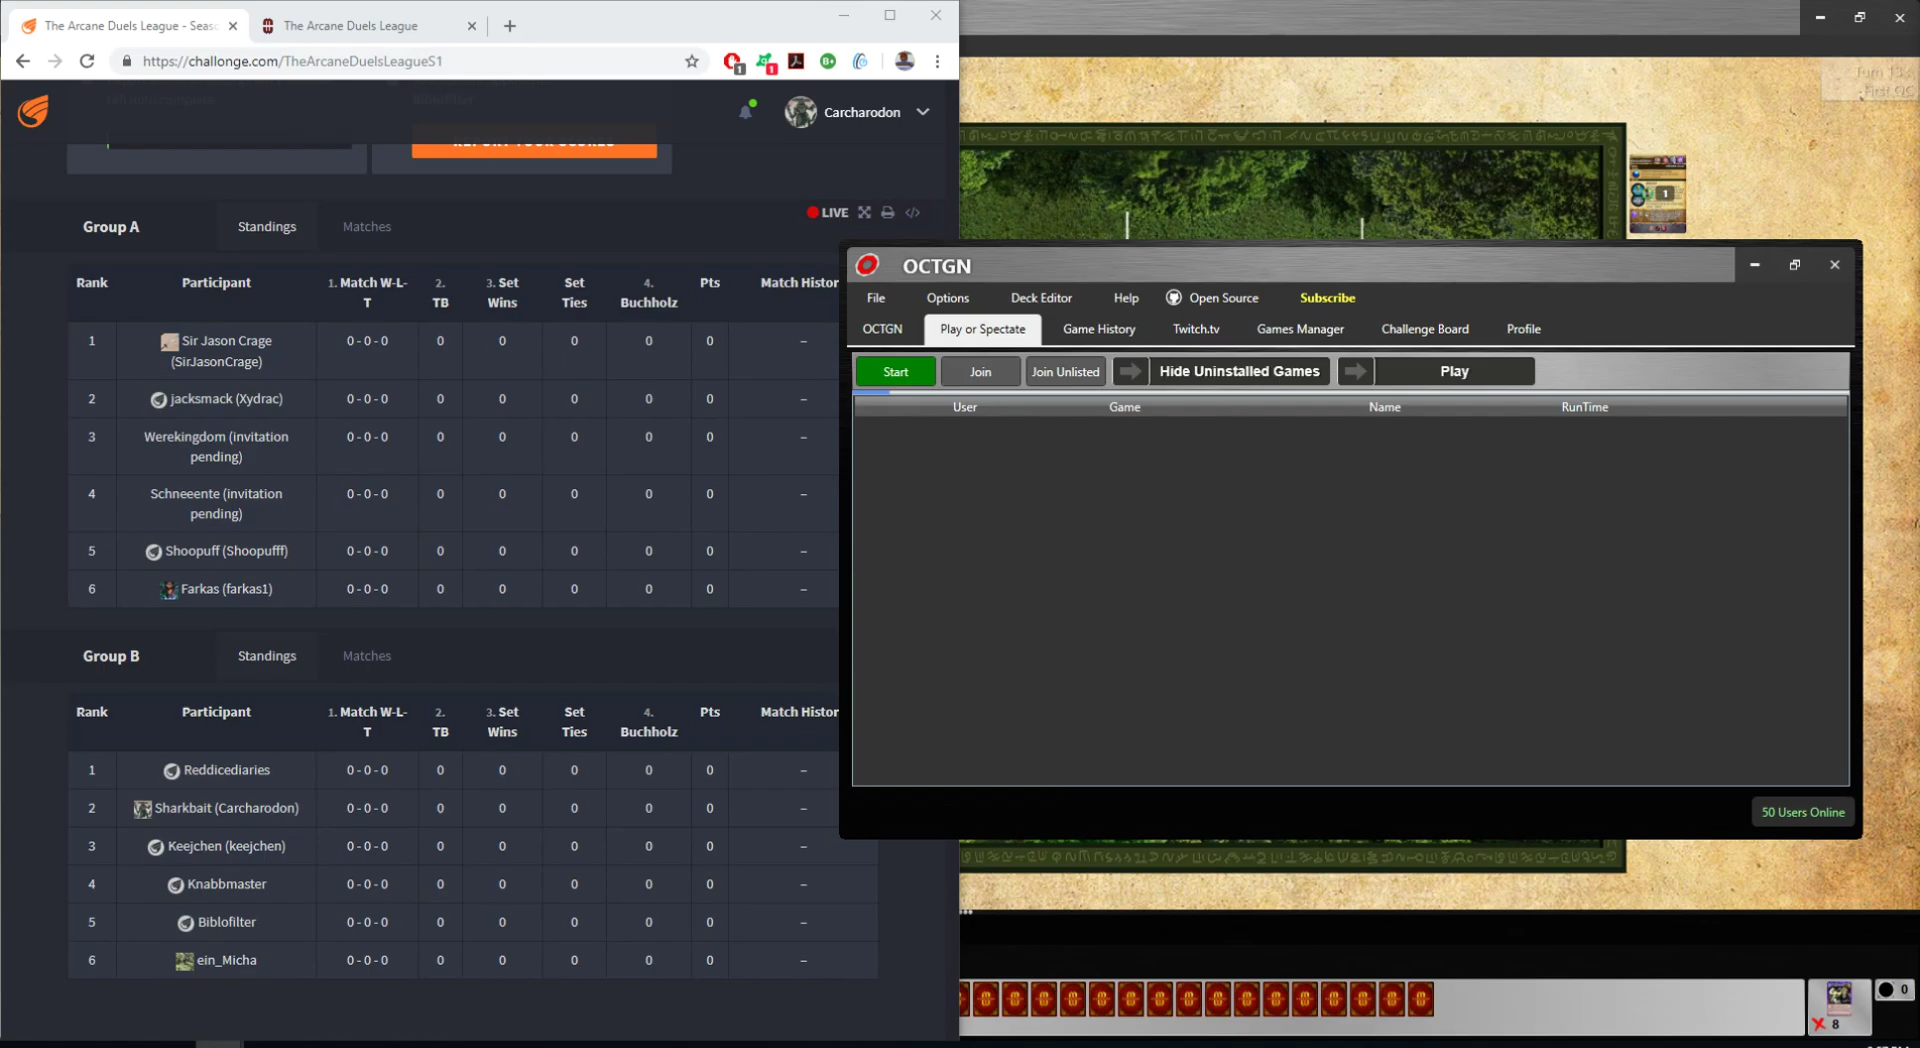 The Arcane Duels League - Seaso
The Arcane Duels League
https://challonge.com/TheArcaneDuelsLeagueS1
1
1
Carcharodon
Group A
Standings
Matches
LIVE
Rank Participant 1. Match W-L-T 2. TB 3. Set Wins Set Ties 4. Buchholz Pts Match Histor
1 Sir Jason Crage (SirJasonCrage) 0 - 0 - 0 0 0 0 0 0 –
2 jacksmack (Xydrac) 0 - 0 - 0 0 0 0 0 0 –
3 Werekingdom (invitation pending) 0 - 0 - 0 0 0 0 0 0 –
4 Schneeente (invitation pending) 0 - 0 - 0 0 0 0 0 0 –
5 Shoopuff (Shoopufff) 0 - 0 - 0 0 0 0 0 0 –
6 Farkas (farkas1) 0 - 0 - 0 0 0 0 0 0 –
Group B
Standings
Matches
Rank Participant 1. Match W-L-T 2. TB 3. Set Wins Set Ties 4. Buchholz Pts Match Histor
1 Reddicediaries 0 - 0 - 0 0 0 0 0 0 –
2 Sharkbait (Carcharodon) 0 - 0 - 0 0 0 0 0 0 –
3 Keejchen (keejchen) 0 - 0 - 0 0 0 0 0 0 –
4 Knabbmaster 0 - 0 - 0 0 0 0 0 0 –
5 Biblofilter 0 - 0 - 0 0 0 0 0 0 –
6 ein_Micha 0 - 0 - 0 0 0 0 0 0 –
1
OCTGN
File Options Deck Editor Help Open Source Subscribe
OCTGN Play or Spectate Game History Twitch.tv Games Manager Challenge Board Profile
Start Join Join Unlisted Hide Uninstalled Games Play
User Game Name RunTime
50 Users Online
0
8